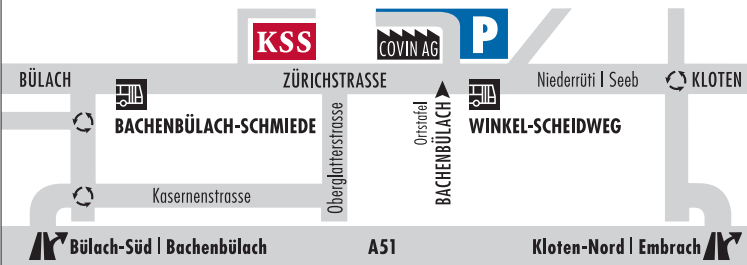 KSS
COVIN AG
P
BÜLACH
ZÜRICHSTRASSE
Niederrüti | Seeb
KLOTEN
BACHENBÜLACH-SCHMIEDE
Oberglatterstrasse
Ortstafel
BACHENBÜLACH
WINKEL-SCHEIDWEG
Kasernenstrasse
Bülach-Süd | Bachenbülach
A51
Kloten-Nord | Embrach